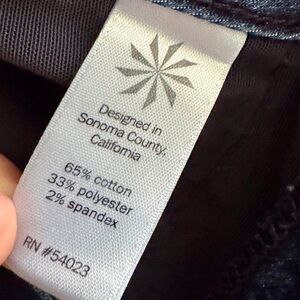 Designed in
Sonoma County,
California
65% cotton
33% polyester
2% spandex
RN #54023